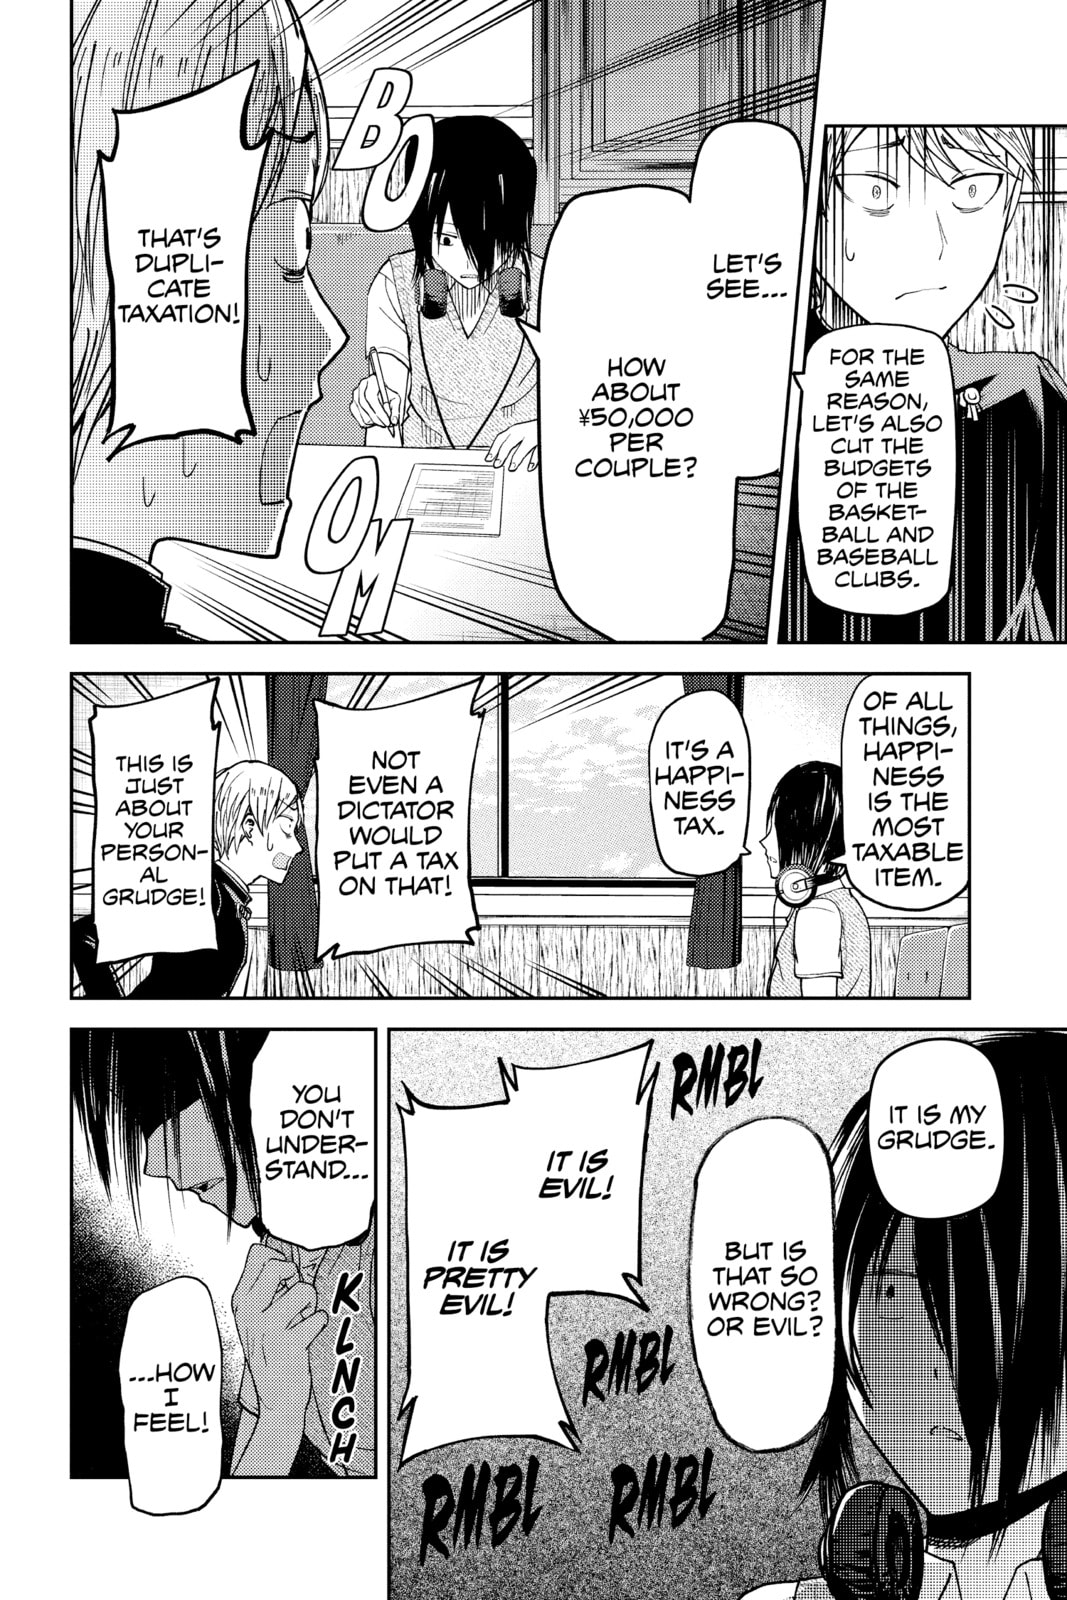 FOR THE
SAME
REASON,
LET'S ALSO
CUT THE
BUDGETS
OF THE
BASKET-
BALL AND
BASEBALL
CLUBS.
LET'S
SEE...
HOW
ABOUT
¥50,000
PER
COUPLE?
BO
OM
THAT'S
DUPLI-
CATE
TAXATION!
OF ALL
THINGS,
HAPPI-
NESS
IS THE
MOST
TAXABLE
ITEM.
IT'S A
HAPPI-
NESS
TAX.
NOT
EVEN A
DICTATOR
WOULD
PUT A TAX
ON THAT!
THIS IS
JUST
ABOUT
YOUR
PERSON-
AL
GRUDGE!
IT IS MY
GRUDGE.
BUT IS
THAT SO
WRONG?
OR EVIL?
RMBL
IT IS
EVIL!
IT IS
PRETTY
EVIL!
RMBL
RMBL
RMBL
YOU
DON'T
UNDER-
STAND...
KLNCH
...HOW
I
FEEL!